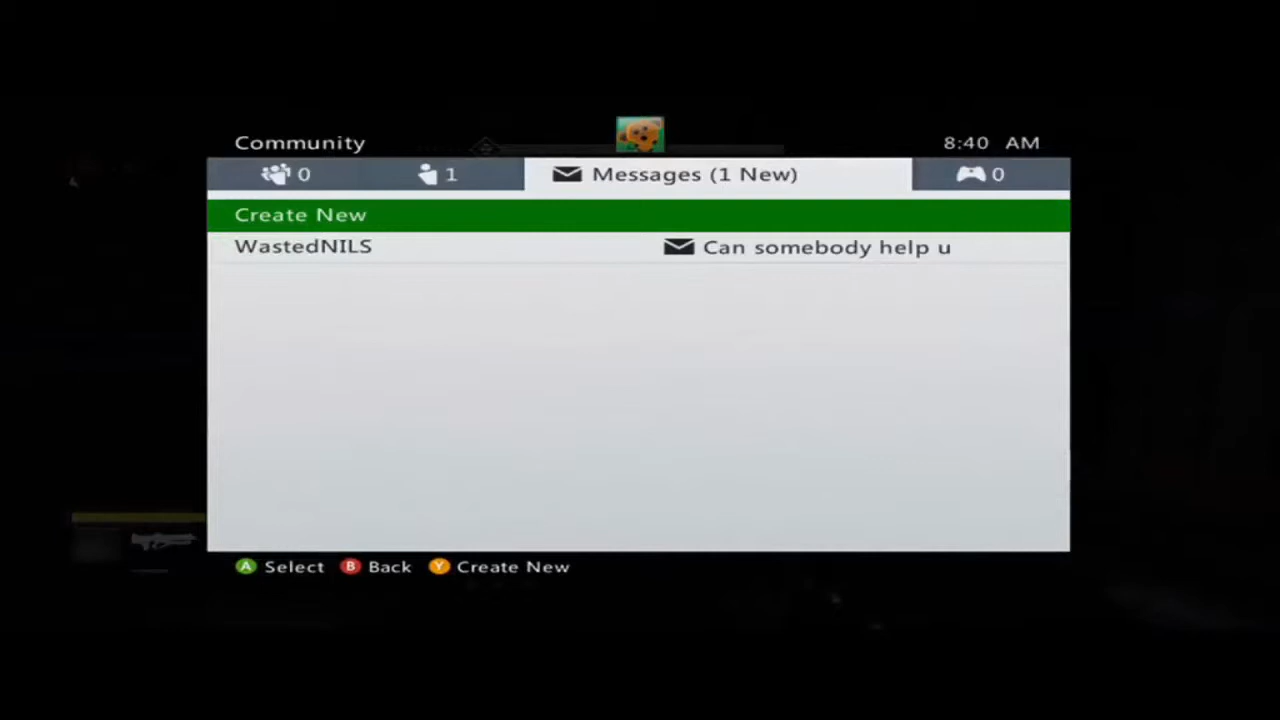 Community
8:40 AM
0
1
Messages (1 New)
0
Create New
WastedNILS
Can somebody help u
A Select B Back Y Create New